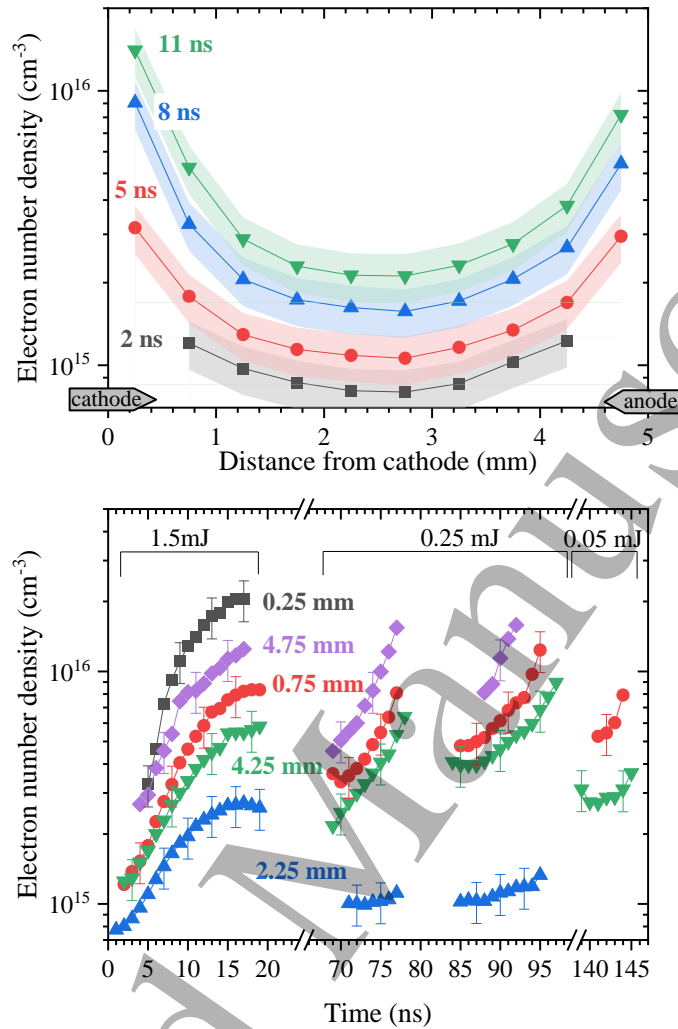 Electron number density (cm⁻³)
10¹⁶
10¹⁵
11 ns
8 ns
5 ns
2 ns
cathode
anode
0 1 2 3 4 5
Distance from cathode (mm)
Electron number density (cm⁻³)
10¹⁶
10¹⁵
1.5mJ
0.25 mJ
0.05 mJ
0.25 mm
4.75 mm
0.75 mm
4.25 mm
2.25 mm
0 5 10 15 20 70 75 80 85 90 95 140 145
Time (ns)
d Manus